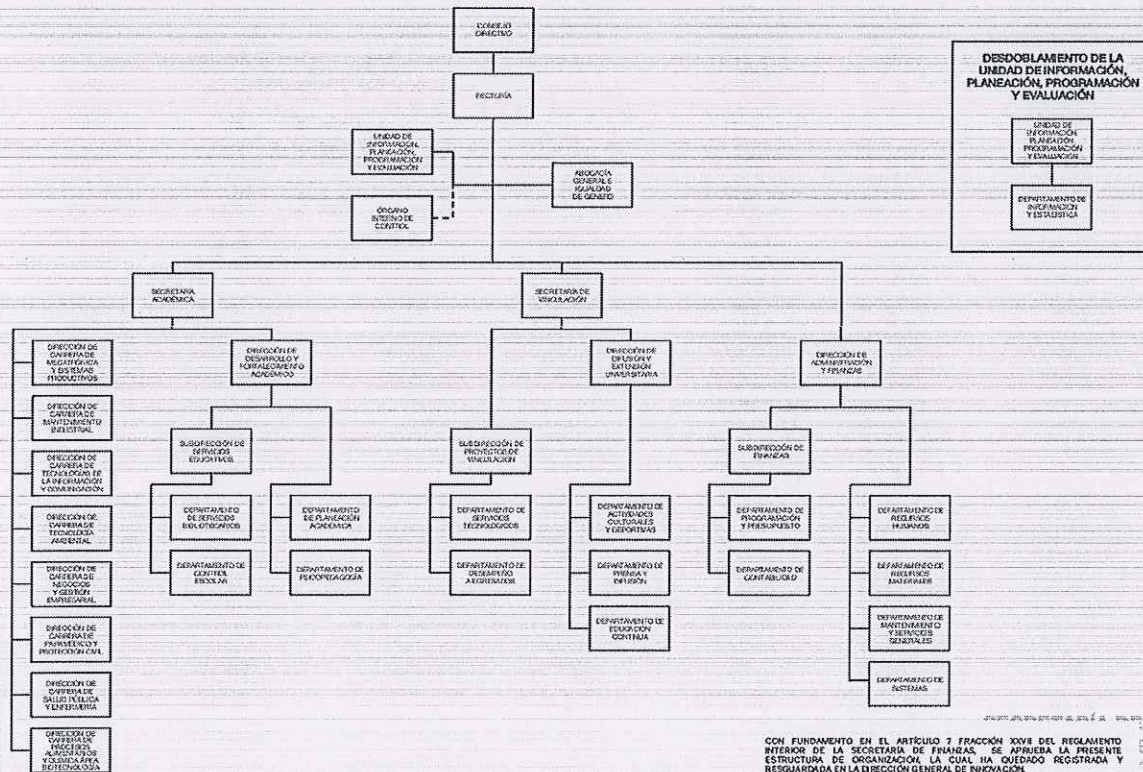 CONSEJO
DIRECTIVO
RECTORÍA
UNIDAD DE
INFORMACIÓN,
PLANEACIÓN,
PROGRAMACIÓN
Y EVALUACIÓN
ABOGACÍA
GENERAL E
IGUALDAD
DE GÉNERO
ÓRGANO
INTERNO DE
CONTROL
DESDOBLAMIENTO DE LA
UNIDAD DE INFORMACIÓN,
PLANEACIÓN, PROGRAMACIÓN
Y EVALUACIÓN
UNIDAD DE
INFORMACIÓN,
PLANEACIÓN
PROGRAMACIÓN
Y EVALUACIÓN
DEPARTAMENTO DE
INFORMACIÓN
Y ESTADÍSTICA
SECRETARÍA
ACADÉMICA
SECRETARÍA DE
VINCULACIÓN
DIRECCIÓN DE
CARRERA DE
MECATRÓNICA
Y SISTEMAS
PRODUCTIVOS
DIRECCIÓN DE
CARRERA DE
MANTENIMIENTO
INDUSTRIAL
DIRECCIÓN DE
CARRERA DE
TECNOLOGÍAS DE
LA INFORMACIÓN
Y COMUNICACIÓN
DIRECCIÓN DE
CARRERA DE
TECNOLOGÍA
AMBIENTAL
DIRECCIÓN DE
CARRERA DE
NEGOCIOS
Y GESTIÓN
EMPRESARIAL
DIRECCIÓN DE
CARRERA DE
PARAMÉDICO Y
PROTECCIÓN CIVIL
DIRECCIÓN DE
CARRERA DE
SALUD PÚBLICA
Y ENFERMERÍA
DIRECCIÓN DE
CARRERA DE
PROCESOS
ALIMENTARIOS
Y QUÍMICA ÁREA
BIOTECNOLOGÍA
DIRECCIÓN DE
DESARROLLO Y
FORTALECIMIENTO
ACADÉMICO
SUBDIRECCIÓN DE
SERVICIOS
EDUCATIVOS
DEPARTAMENTO
DE SERVICIOS
BIBLIOTECARIOS
DEPARTAMENTO DE
CONTROL
ESCOLAR
DEPARTAMENTO
DE PLANEACIÓN
ACADÉMICA
DEPARTAMENTO
DE PSICOPEDAGOGÍA
DIRECCIÓN DE
DIFUSIÓN Y
EXTENSIÓN
UNIVERSITARIA
SUBDIRECCIÓN DE
PROYECTOS DE
VINCULACIÓN
DEPARTAMENTO DE
SERVICIOS
TECNOLÓGICOS
DEPARTAMENTO DE
DESEMPEÑO
A EGRESADOS
DEPARTAMENTO DE
ACTIVIDADES
CULTURALES
Y DEPORTIVAS
DEPARTAMENTO
DE PRENSA Y
DIFUSIÓN
DEPARTAMENTO DE
EDUCACIÓN
CONTINUA
DIRECCIÓN DE
ADMINISTRACIÓN
Y FINANZAS
SUBDIRECCIÓN DE
FINANZAS
DEPARTAMENTO DE
PROGRAMACIÓN
Y PRESUPUESTO
DEPARTAMENTO
DE CONTABILIDAD
DEPARTAMENTO DE
RECURSOS
HUMANOS
DEPARTAMENTO
DE RECURSOS
MATERIALES
DEPARTAMENTO DE
MANTENIMIENTO
Y SERVICIOS
GENERALES
DEPARTAMENTO DE
SISTEMAS
CON FUNDAMENTO EN EL ARTÍCULO 7 FRACCIÓN XXVII DEL REGLAMENTO
INTERIOR DE LA SECRETARÍA DE FINANZAS, SE APRUEBA LA PRESENTE
ESTRUCTURA DE ORGANIZACIÓN, LA CUAL HA QUEDADO REGISTRADA Y
RESGUARDADA EN LA DIRECCIÓN GENERAL DE INNOVACIÓN.